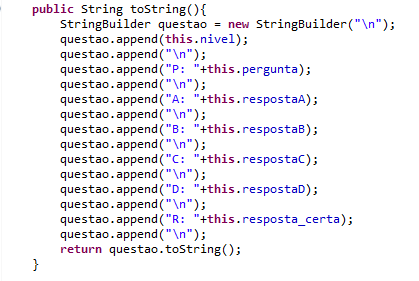 public String toString(){
StringBuilder questao = new StringBuilder("\n");
questao.append(this.nivel);
questao.append("\n");
questao.append("P: "+this.pergunta);
questao.append("\n");
questao.append("A: "+this.respostaA);
questao.append("\n");
questao.append("B: "+this.respostaB);
questao.append("\n");
questao.append("C: "+this.respostaC);
questao.append("\n");
questao.append("D: "+this.respostaD);
questao.append("\n");
questao.append("R: "+this.resposta_certa);
questao.append("\n");
return questao.toString();
}